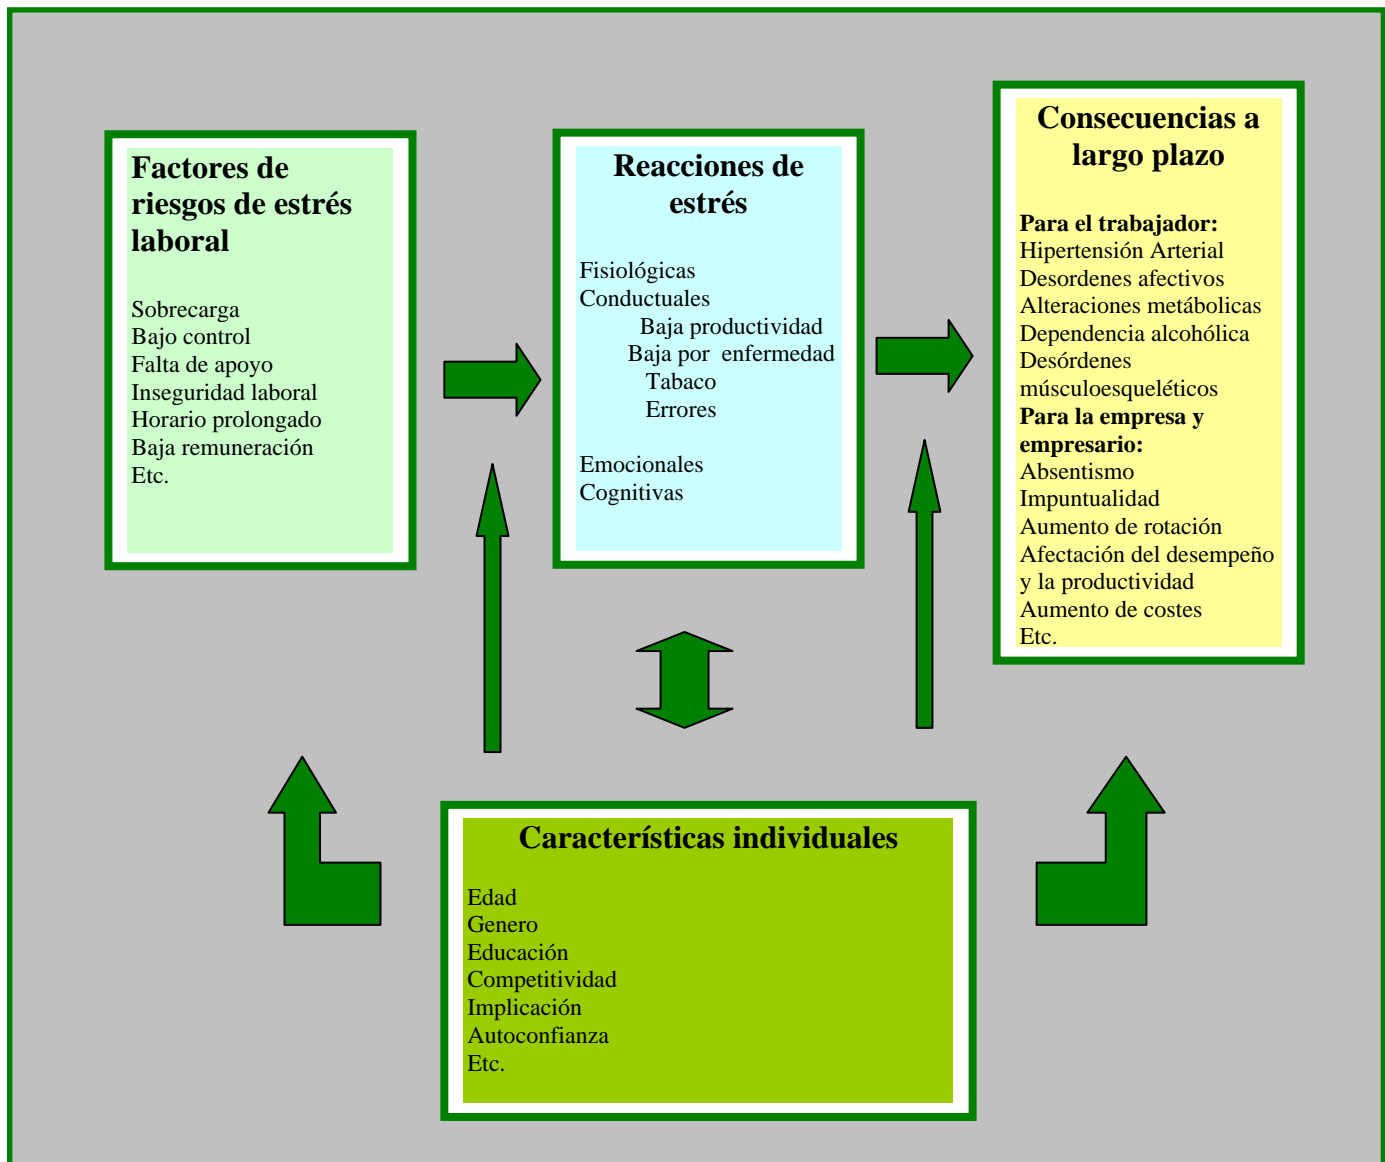 Factores de
riesgos de estrés
laboral
Sobrecarga
Bajo control
Falta de apoyo
Inseguridad laboral
Horario prolongado
Baja remuneración
Etc.
Reacciones de
estrés
Fisiológicas
Conductuales
Baja productividad
Baja por enfermedad
Tabaco
Errores
Emocionales
Cognitivas
Consecuencias a
largo plazo
Para el trabajador:
Hipertensión Arterial
Desordenes afectivos
Alteraciones metábolicas
Dependencia alcohólica
Desórdenes
músculoesqueléticos
Para la empresa y
empresario:
Absentismo
Impuntualidad
Aumento de rotación
Afectación del desempeño
y la productividad
Aumento de costes
Etc.
Características individuales
Edad
Genero
Educación
Competitividad
Implicación
Autoconfianza
Etc.